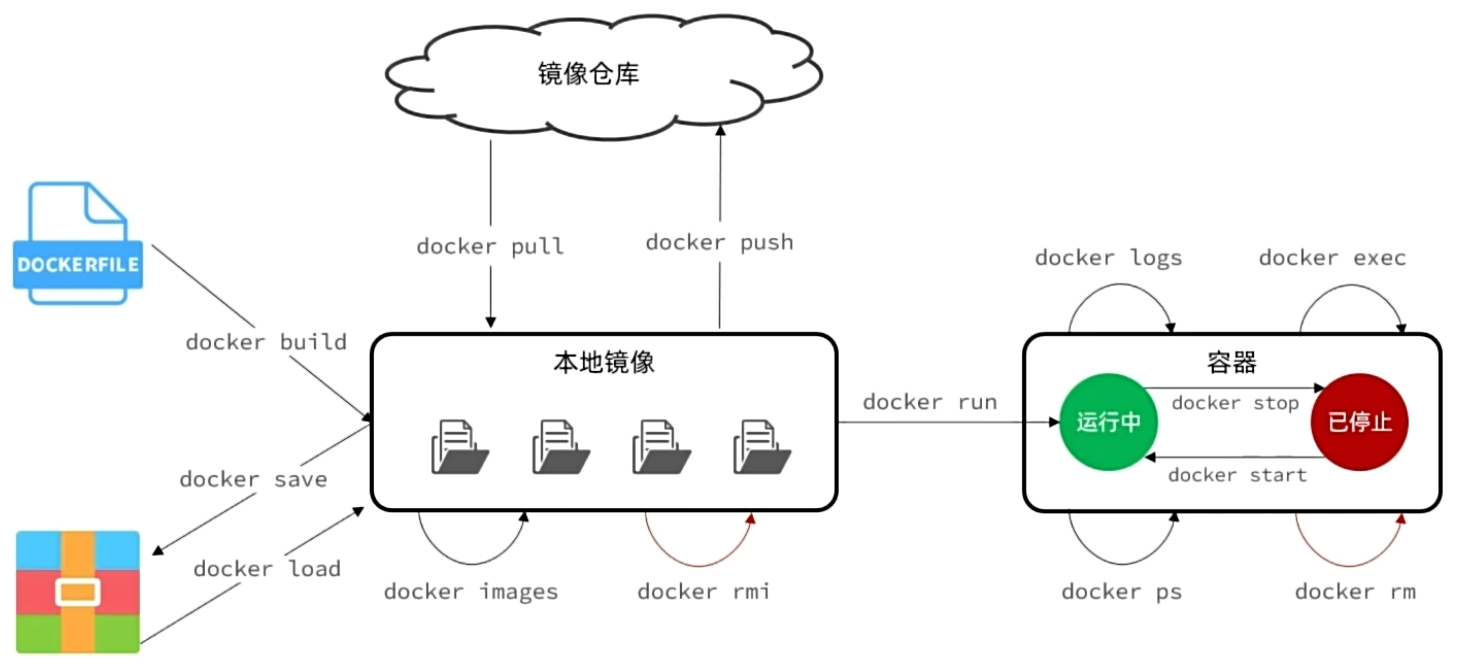 镜像仓库
docker pull
docker push
DOCKERFILE
docker logs
docker exec
docker build
本地镜像
容器
docker run
运行中
docker stop
已停止
docker start
docker save
docker load
docker images
docker rmi
docker ps
docker rm